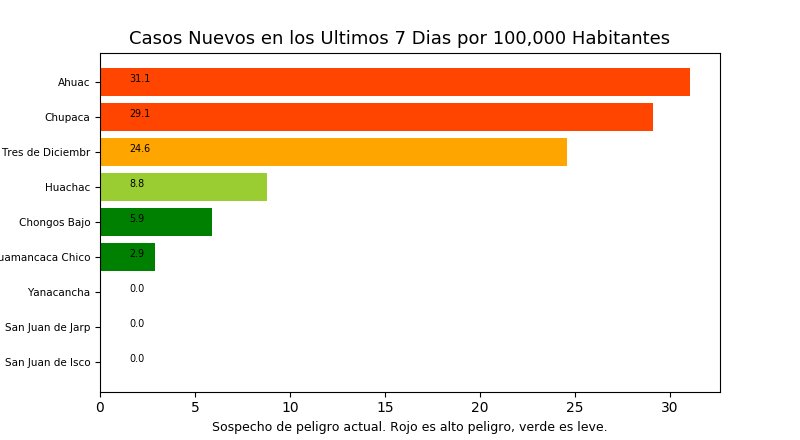 Casos Nuevos en los Ultimos 7 Dias por 100,000 Habitantes
Ahuac 31.1
Chupaca 29.1
Tres de Diciembr 24.6
Huachac 8.8
Chongos Bajo 5.9
uamancaca Chico 2.9
Yanacancha 0.0
San Juan de Jarp 0.0
San Juan de Isco 0.0
0 5 10 15 20 25 30
Sospecho de peligro actual. Rojo es alto peligro, verde es leve.